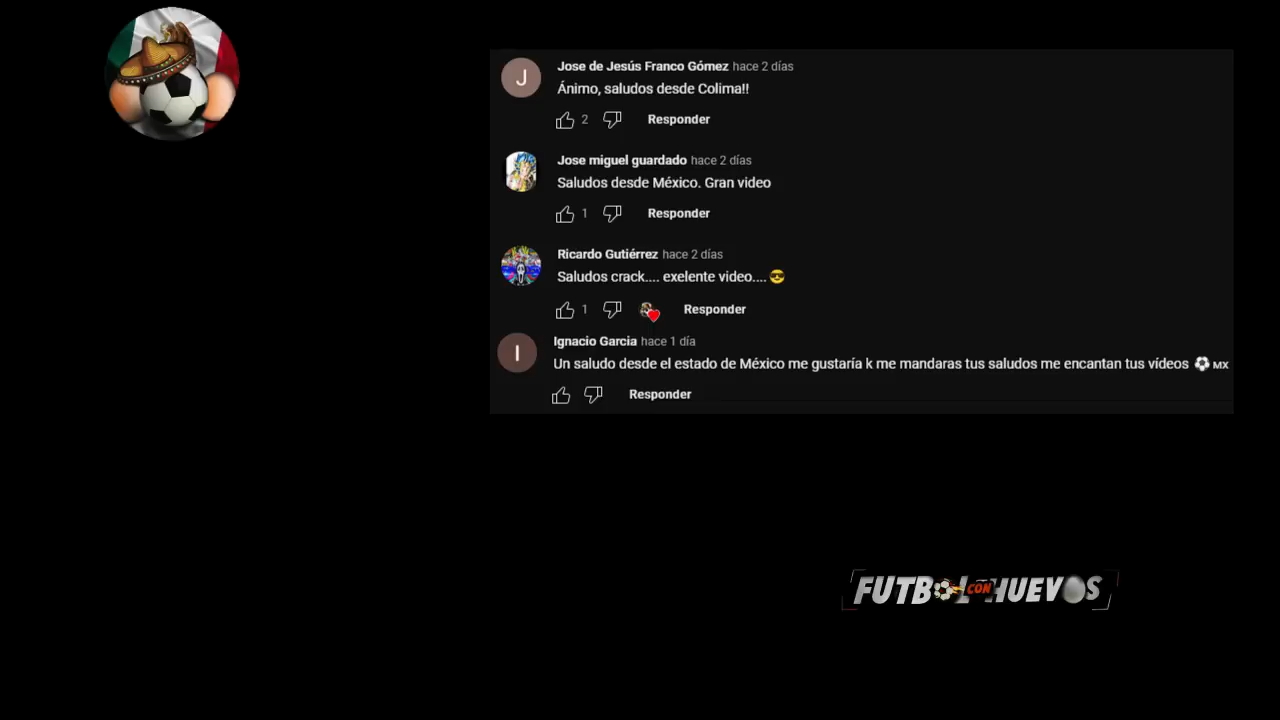 J
Jose de Jesús Franco Gómez hace 2 días
Ánimo, saludos desde Colima!!
2 Responder
Jose miguel guardado hace 2 días
Saludos desde México. Gran video
1 Responder
Ricardo Gutiérrez hace 2 días
Saludos crack.... exelente video.... 😎
1 Responder
I
Ignacio Garcia hace 1 día
Un saludo desde el estado de México me gustaría k me mandaras tus saludos me encantan tus vídeos ⚽ MX
Responder
FUTBOL CON HUEVOS